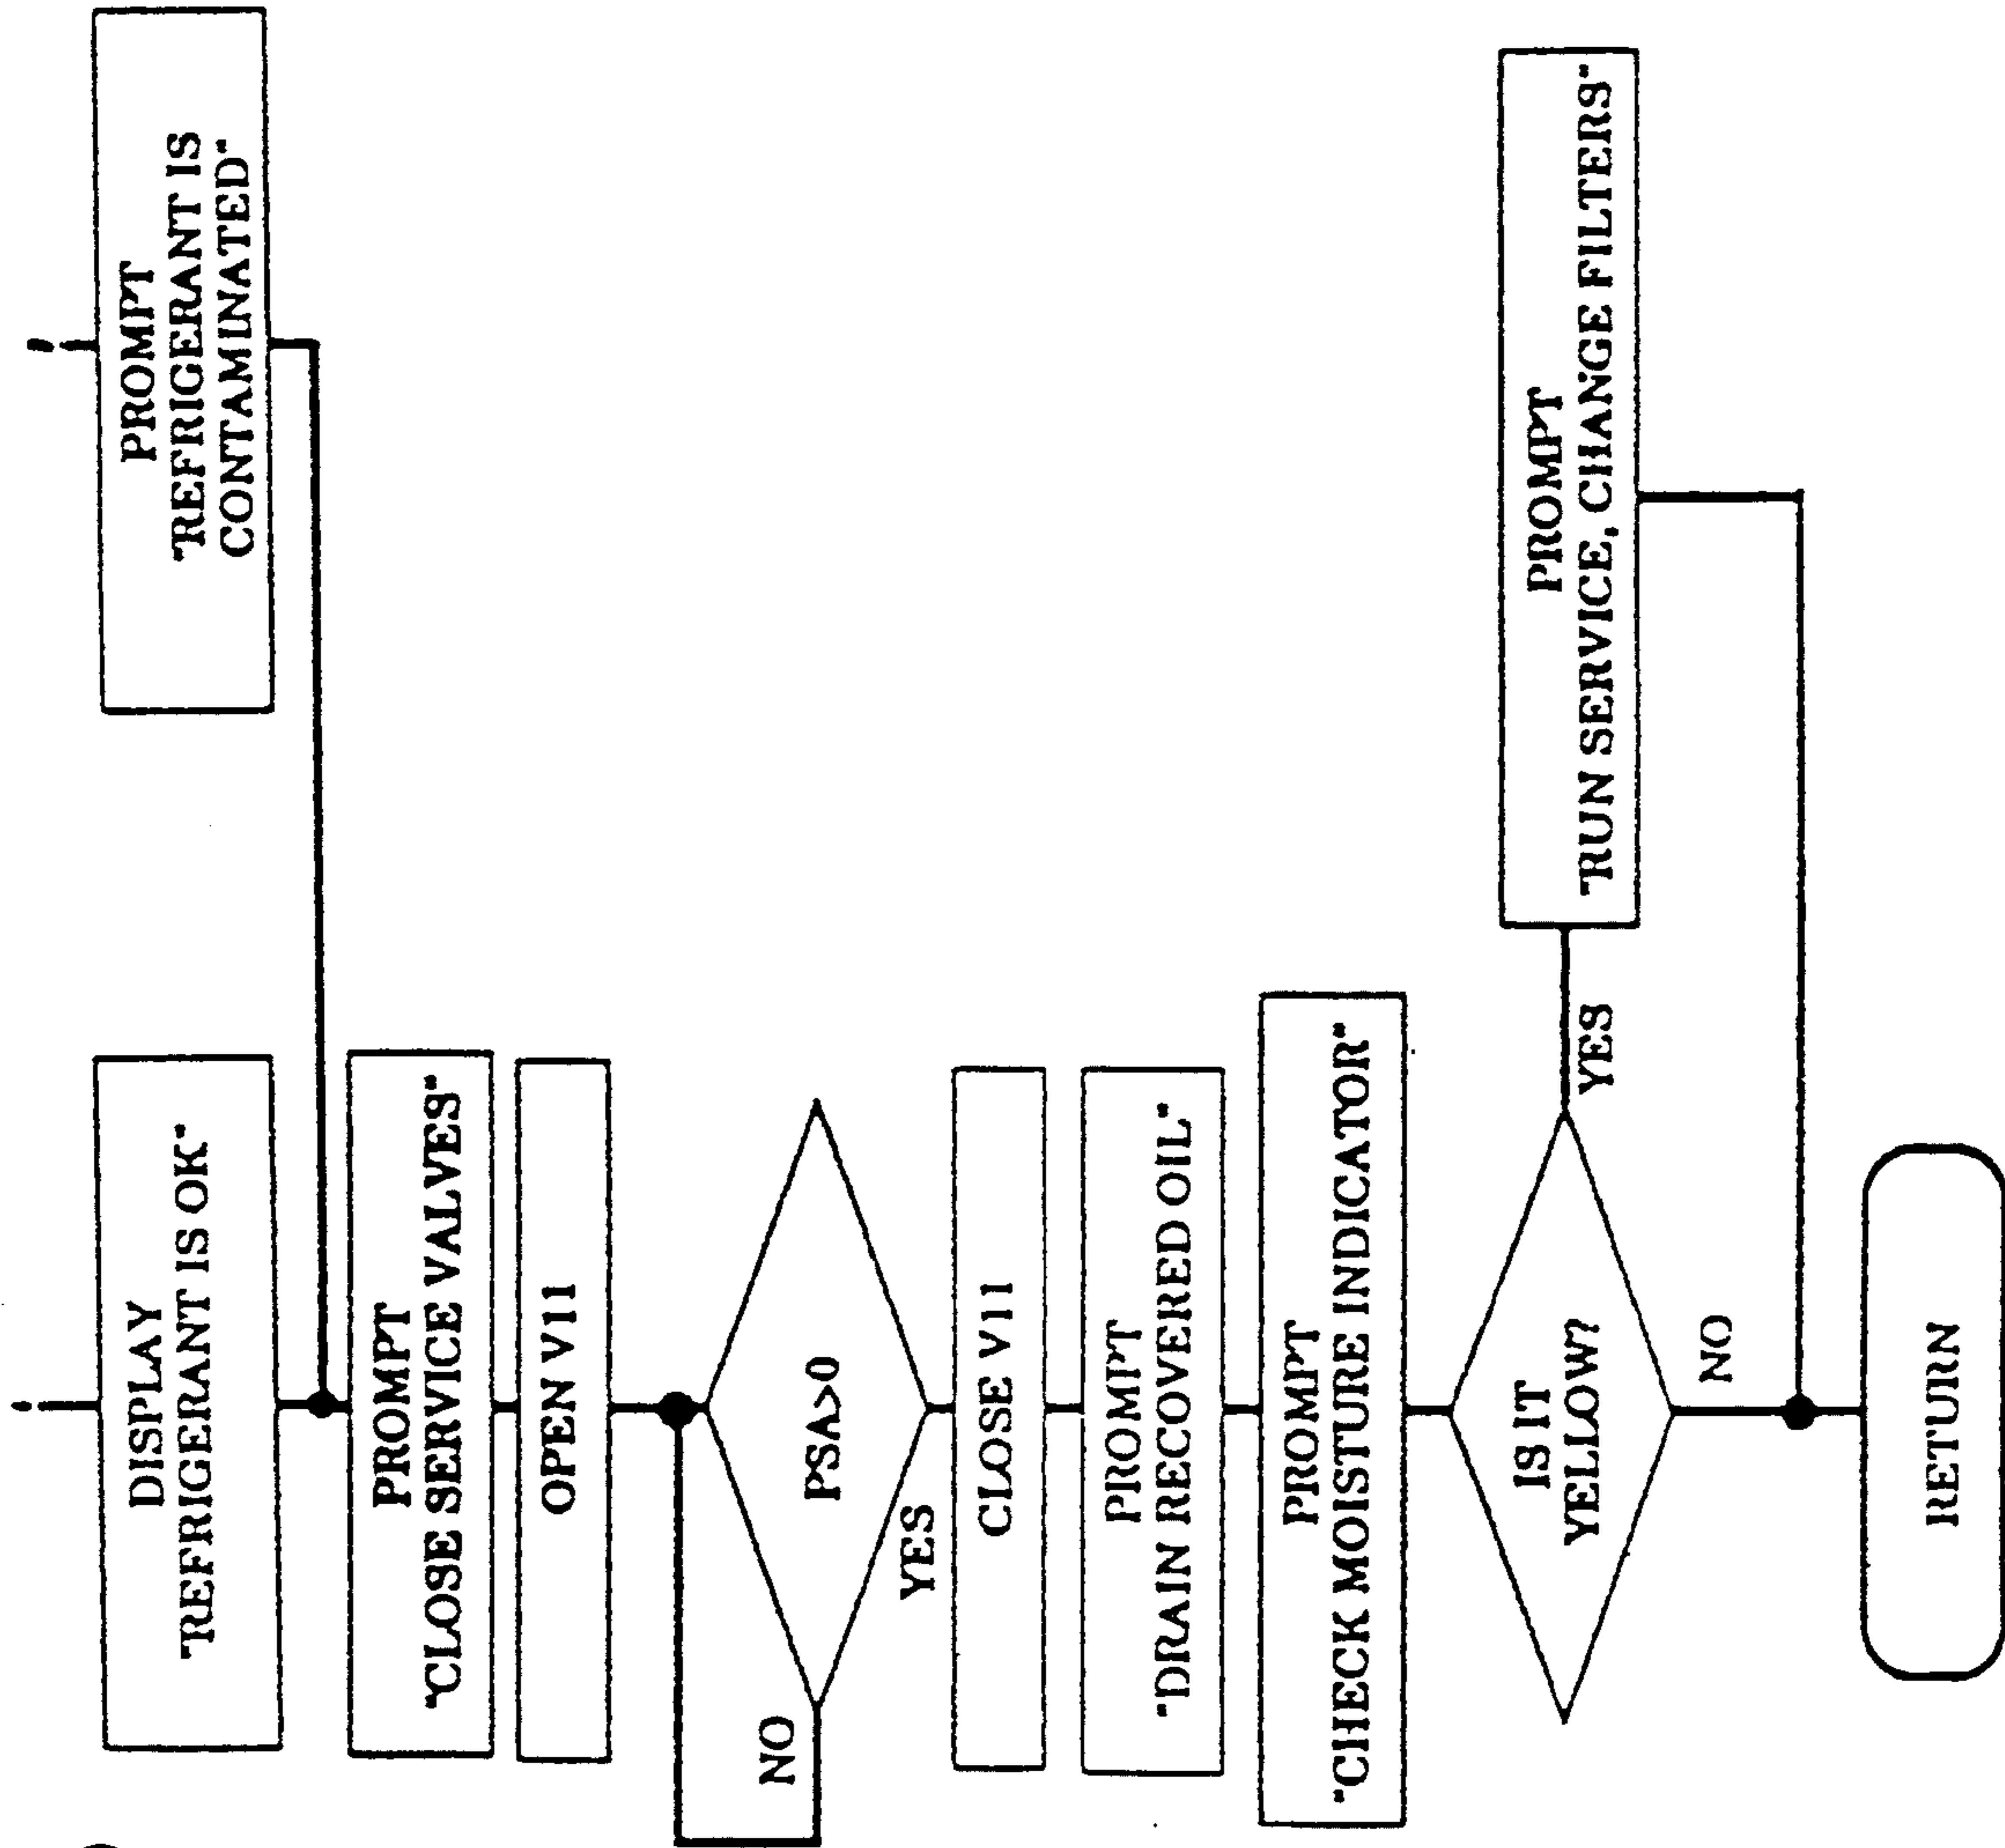 DISPLAY
"REFRIGERANT IS OK"
PROMPT
"REFRIGERANT IS
CONTAMINATED"
PROMPT
"CLOSE SERVICE VALVES"
OPEN V11
PSA>0
NO
YES
CLOSE V11
PROMPT
"DRAIN RECOVERED OIL"
PROMPT
"CHECK MOISTURE INDICATOR"
IS IT
YELLOW?
YES
PROMPT
"RUN SERVICE, CHANGE FILTERS"
NO
RETURN